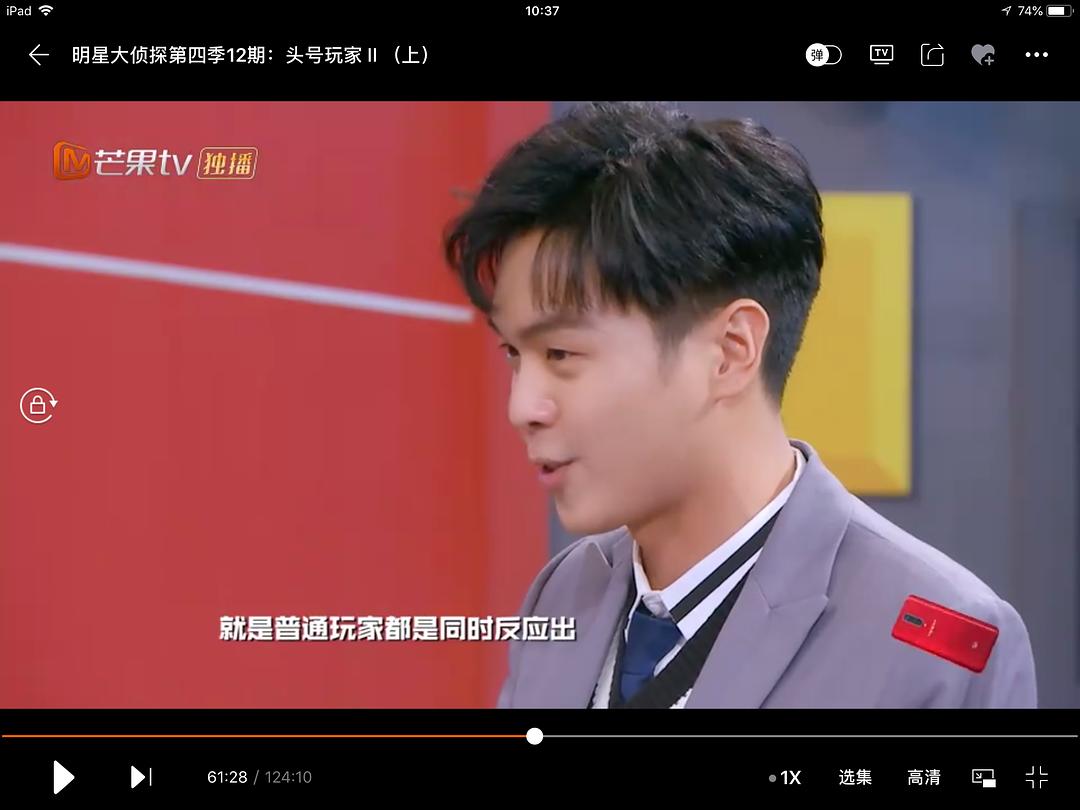 iPad 10:37 74%
明星大侦探第四季12期：头号玩家Ⅱ（上） 弹 TV
芒果tv 独播
就是普通玩家都是同时反应出
61:28 / 124:10 1X 选集 高清